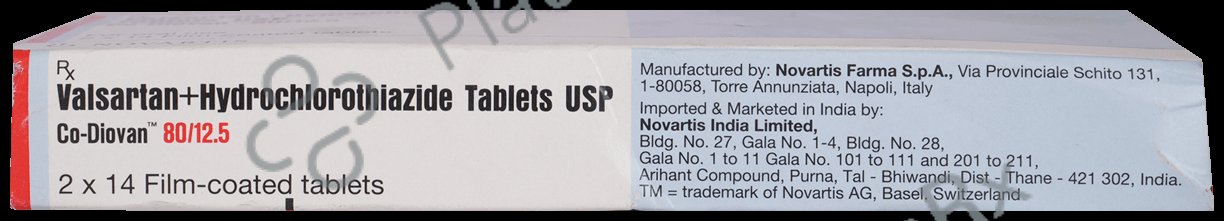 Rx
Valsartan+Hydrochlorothiazide Tablets USP
Co-Diovan™ 80/12.5
2 x 14 Film-coated tablets
Manufactured by: Novartis Farma S.p.A., Via Provinciale Schito 131,
1-80058, Torre Annunziata, Napoli, Italy
Imported & Marketed in India by:
Novartis India Limited,
Bldg. No. 27, Gala No. 1-4, Bldg. No. 28,
Gala No. 1 to 11 Gala No. 101 to 111 and 201 to 211,
Arihant Compound, Purna, Tal - Bhiwandi, Dist - Thane - 421 302, India.
TM = trademark of Novartis AG, Basel, Switzerland